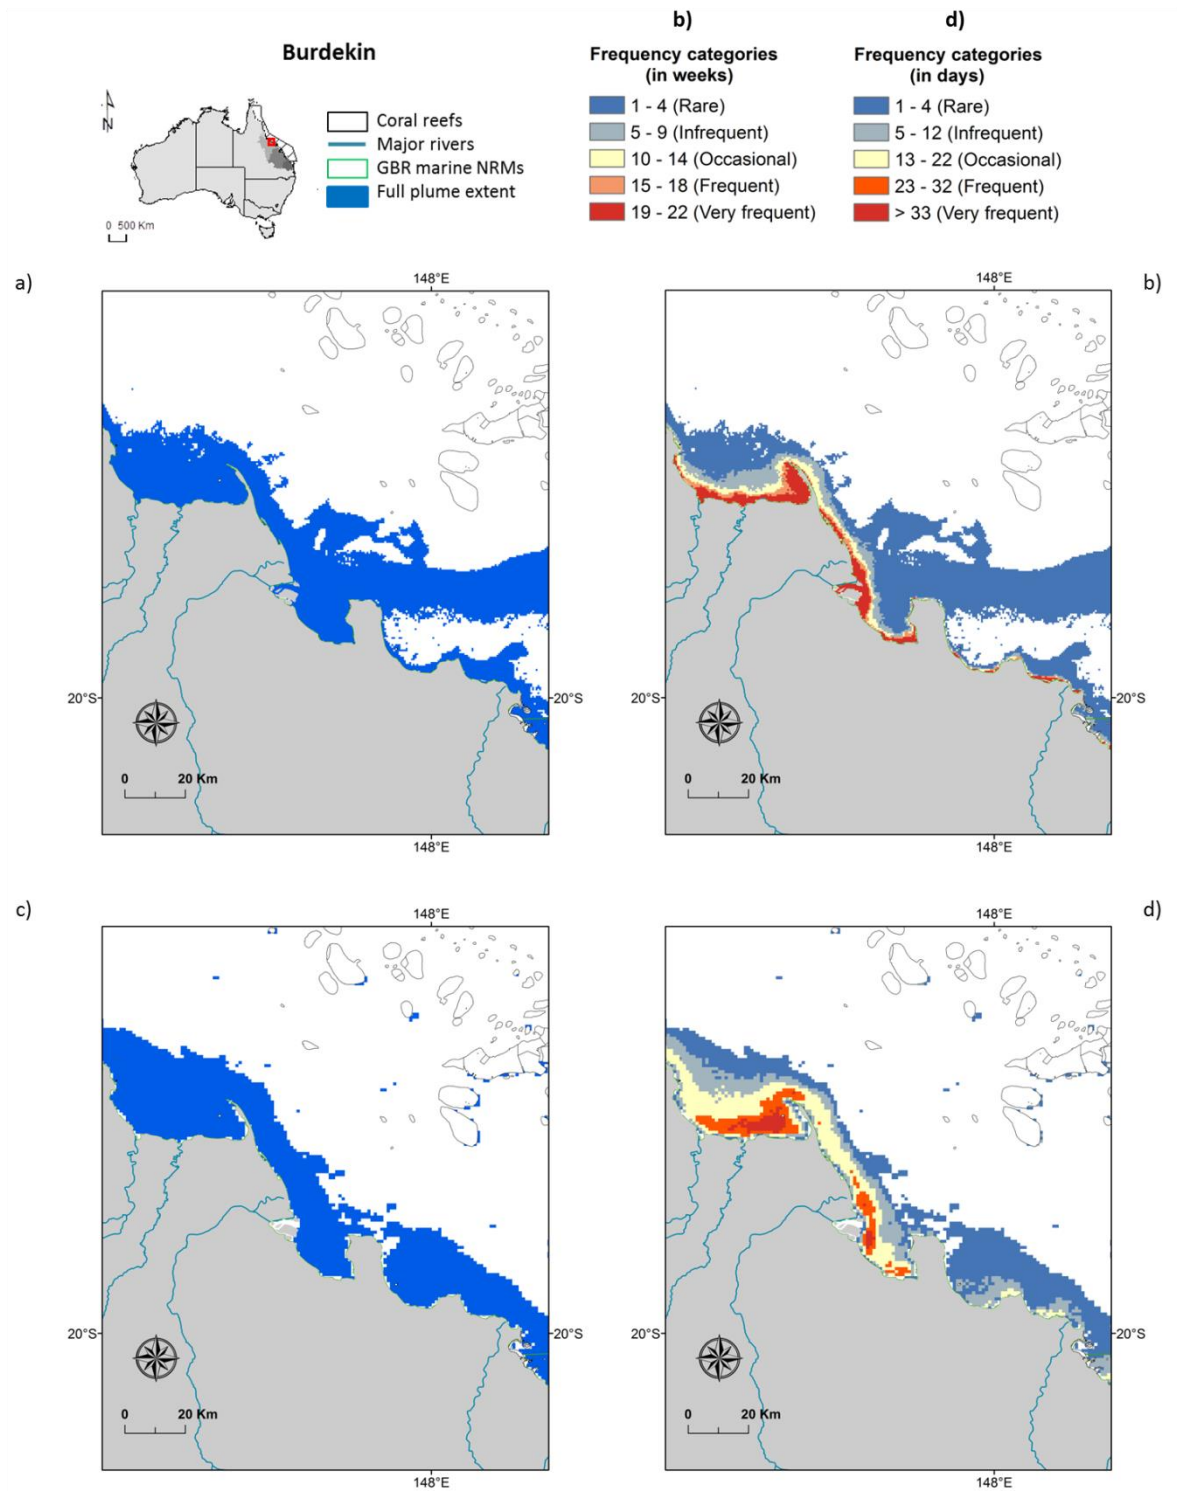 Burdekin
N
0 500 Km
Coral reefs
Major rivers
GBR marine NRMs
Full plume extent
b)
Frequency categories
(in weeks)
1 - 4 (Rare)
5 - 9 (Infrequent)
10 - 14 (Occasional)
15 - 18 (Frequent)
19 - 22 (Very frequent)
d)
Frequency categories
(in days)
1 - 4 (Rare)
5 - 12 (Infrequent)
13 - 22 (Occasional)
23 - 32 (Frequent)
> 33 (Very frequent)
a)
148°E
20°S
20°S
0 20 Km
148°E
b)
148°E
20°S
0 20 Km
148°E
c)
148°E
20°S
20°S
0 20 Km
148°E
d)
148°E
20°S
0 20 Km
148°E